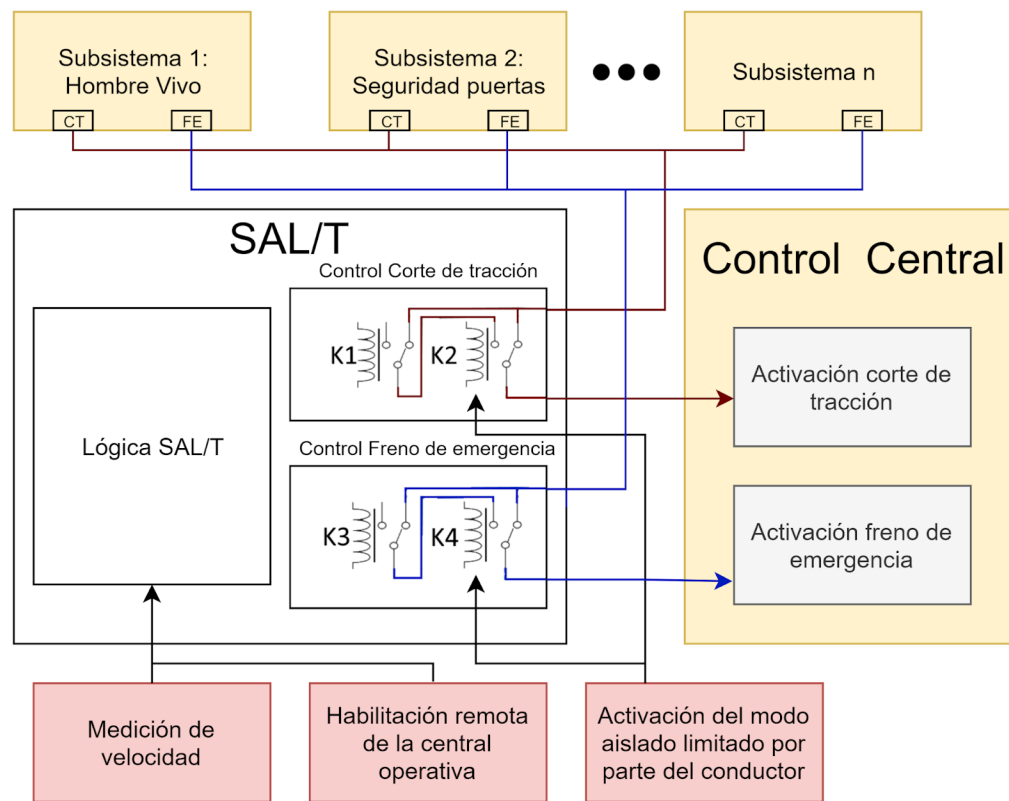 Subsistema 1:
Hombre Vivo
CT
FE
Subsistema 2:
Seguridad puertas
CT
FE
Subsistema n
CT
FE
SAL/T
Control Corte de tracción
K1
K2
Lógica SAL/T
Control Freno de emergencia
K3
K4
Control Central
Activación corte de
tracción
Activación freno de
emergencia
Medición de
velocidad
Habilitación remota
de la central
operativa
Activación del modo
aislado limitado por
parte del conductor